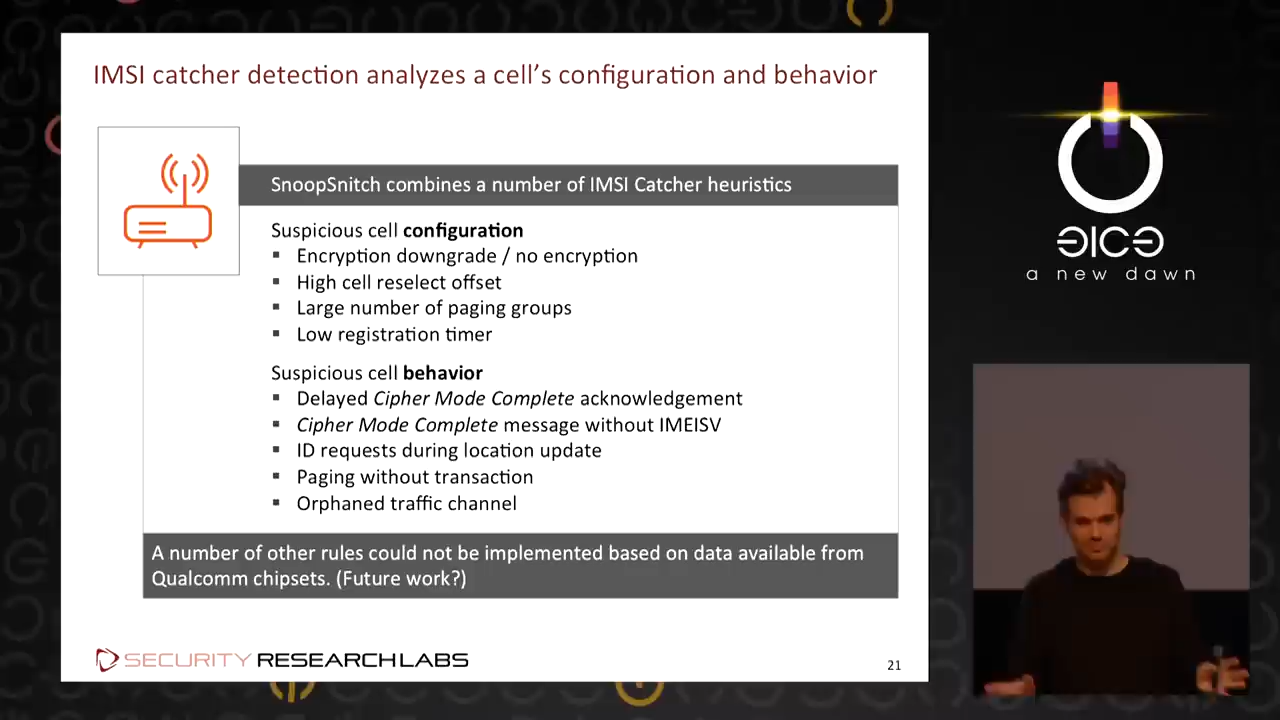 IMSI catcher detection analyzes a cell's configuration and behavior
SnoopSnitch combines a number of IMSI Catcher heuristics
Suspicious cell configuration
▪ Encryption downgrade / no encryption
▪ High cell reselect offset
▪ Large number of paging groups
▪ Low registration timer
Suspicious cell behavior
▪ Delayed Cipher Mode Complete acknowledgement
▪ Cipher Mode Complete message without IMEISV
▪ ID requests during location update
▪ Paging without transaction
▪ Orphaned traffic channel
A number of other rules could not be implemented based on data available from
Qualcomm chipsets. (Future work?)
SECURITY RESEARCH LABS
21
a new dawn